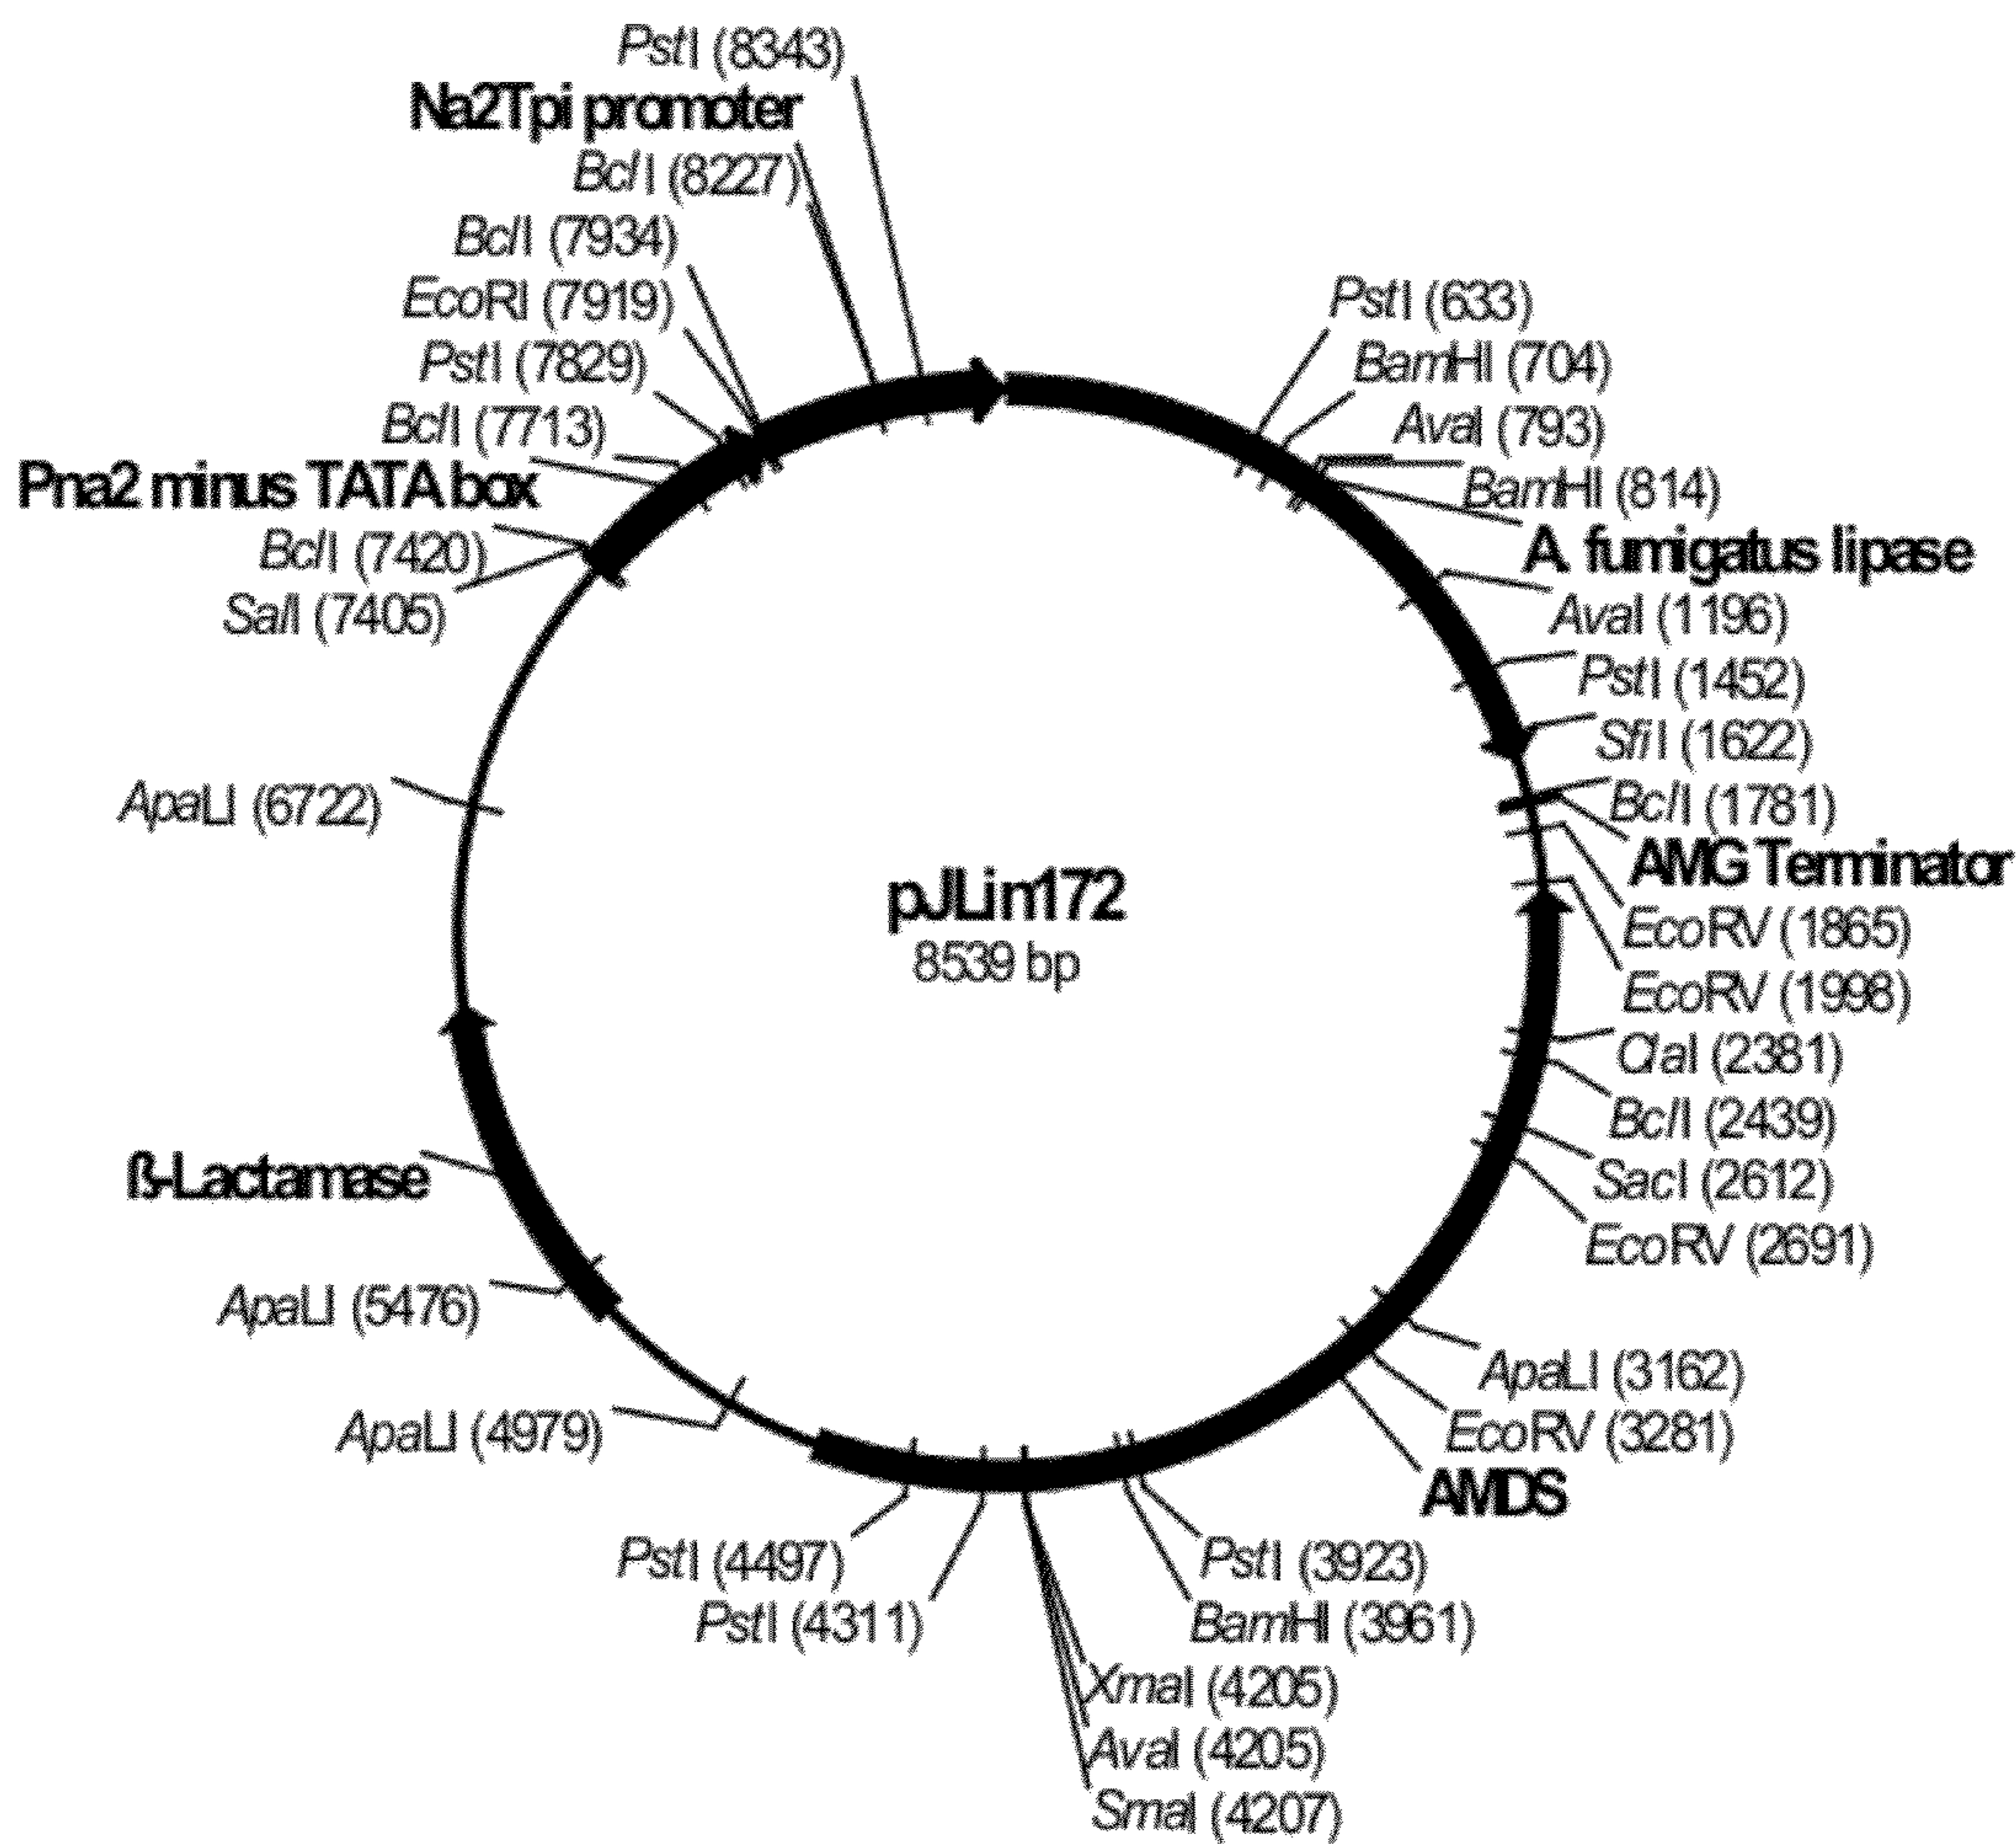 PstI (8343)
Na2Tpi promoter
BclI (8227)
BclI (7934)
EcoRI (7919)
PstI (7829)
BclI (7713)
Pna2 minus TATA box
BclI (7420)
SalI (7405)
ApaLI (6722)
ß-Lactamase
ApaLI (5476)
ApaLI (4979)
PstI (4497)
PstI (4311)
pJLin172
8539 bp
PstI (633)
BamHI (704)
AvaI (793)
BamHI (814)
A. fumigatus lipase
AvaI (1196)
PstI (1452)
SfiI (1622)
BclI (1781)
AMG Terminator
EcoRV (1865)
EcoRV (1998)
ClaI (2381)
BclI (2439)
SacI (2612)
EcoRV (2691)
ApaLI (3162)
EcoRV (3281)
AMDS
PstI (3923)
BamHI (3961)
XmaI (4205)
AvaI (4205)
SmaI (4207)